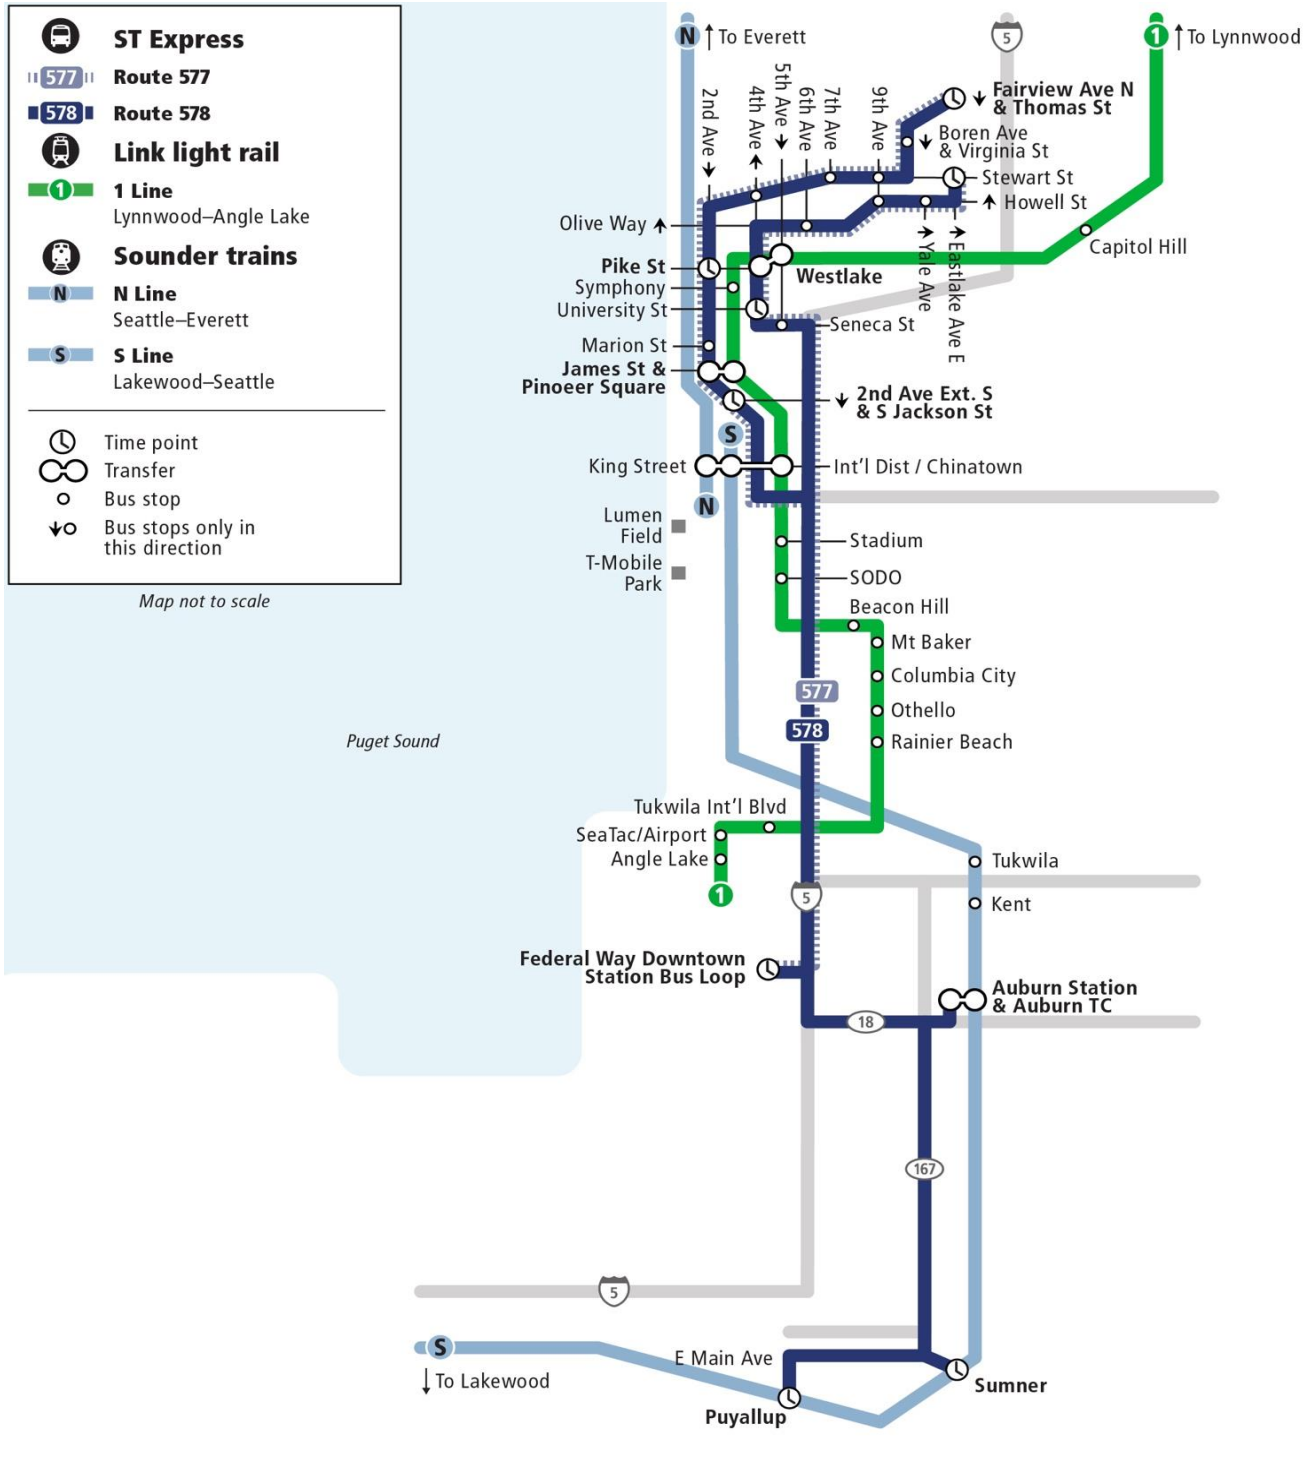 ST Express
577 Route 577
578 Route 578
Link light rail
1 1 Line
Lynnwood–Angle Lake
Sounder trains
N N Line
Seattle–Everett
S S Line
Lakewood–Seattle
Time point
Transfer
Bus stop
Bus stops only in
this direction
Map not to scale
Puget Sound
N ↑ To Everett
5
1 ↑ To Lynnwood
2nd Ave
4th Ave
5th Ave
6th Ave
7th Ave
9th Ave
Fairview Ave N
& Thomas St
Boren Ave
& Virginia St
Stewart St
Howell St
Olive Way
Yale Ave
Eastlake Ave E
Capitol Hill
Pike St
Westlake
Symphony
University St
Seneca St
Marion St
James St &
Pinoeer Square
2nd Ave Ext. S
& S Jackson St
S
King Street
Int'l Dist / Chinatown
N
Lumen
Field
Stadium
T-Mobile
Park
SODO
Beacon Hill
Mt Baker
Columbia City
577
Othello
578
Rainier Beach
Tukwila Int'l Blvd
SeaTac/Airport
Angle Lake
Tukwila
1
5
Kent
Federal Way Downtown
Station Bus Loop
Auburn Station
& Auburn TC
18
167
5
S
To Lakewood
E Main Ave
Sumner
Puyallup